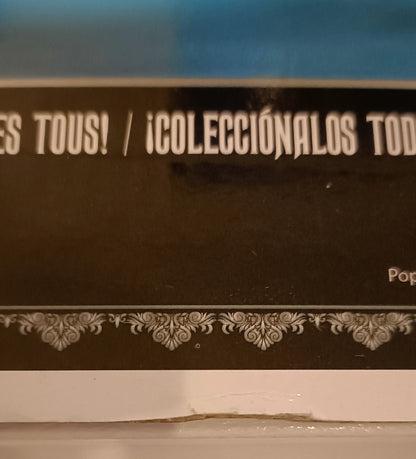 ES TOUS! / ¡COLECCIÓNALOS TOD
Pop